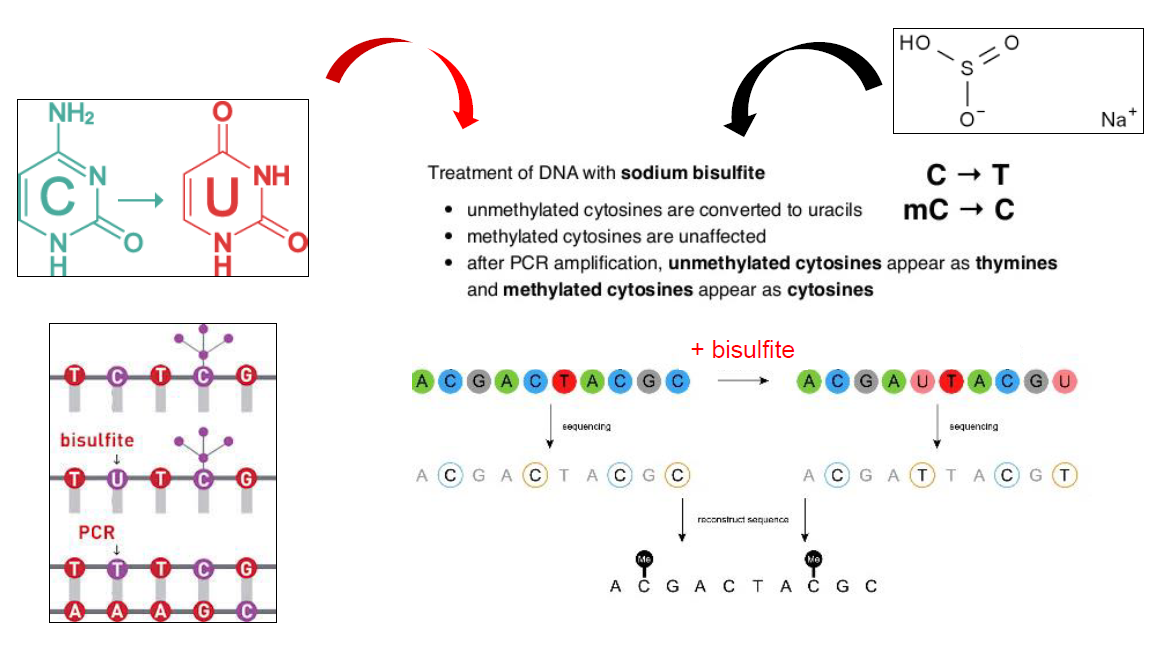 HO
O
S
O⁻
Na⁺
NH₂
N
C
N
H
O
→
O
NH
U
N
H
O
Treatment of DNA with sodium bisulfite
• unmethylated cytosines are converted to uracils
• methylated cytosines are unaffected
• after PCR amplification, unmethylated cytosines appear as thymines
and methylated cytosines appear as cytosines
C → T
mC → C
T C T C G
bisulfite
↓
T U T C G
PCR
↓
T T T C G
A A A G C
+ bisulfite
A C G A C T A C G C
A C G A U T A C G U
sequencing
sequencing
A C G A C T A C G C
A C G A T T A C G T
reconstruct sequence
Me
Me
A C G A C T A C G C